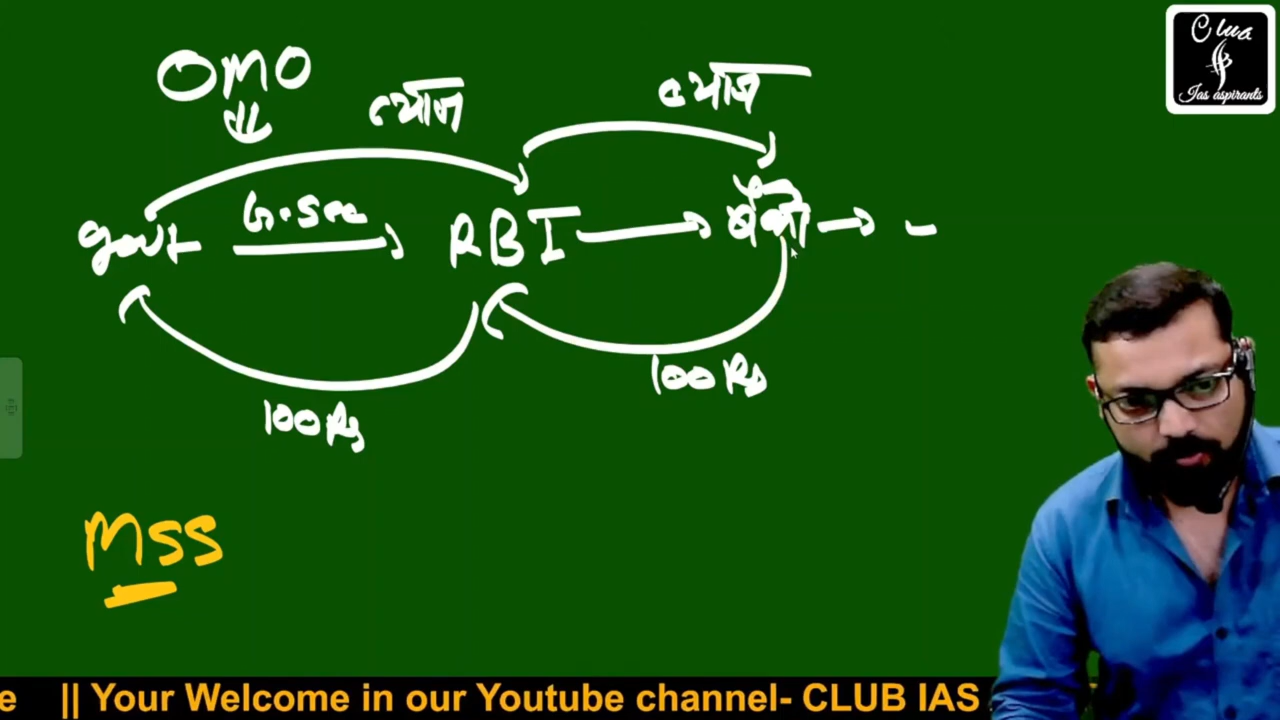 OMO
ब्याज
ब्याज
Govt G.Sec RBI बैंकों
100 Rs
100 Rs
MSS
Club
Ias aspirants
e || Your Welcome in our Youtube channel- CLUB IAS